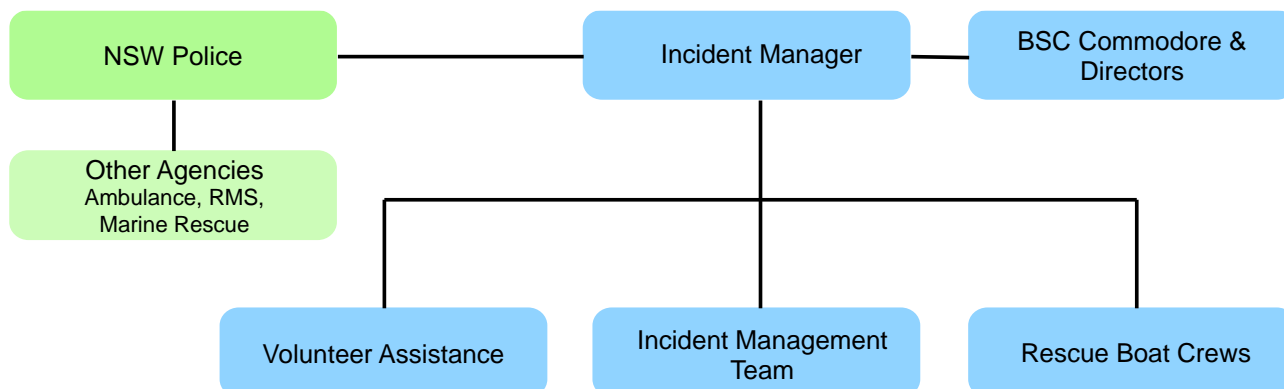 NSW Police
Incident Manager
BSC Commodore &
Directors
Other Agencies
Ambulance, RMS,
Marine Rescue
Volunteer Assistance
Incident Management
Team
Rescue Boat Crews